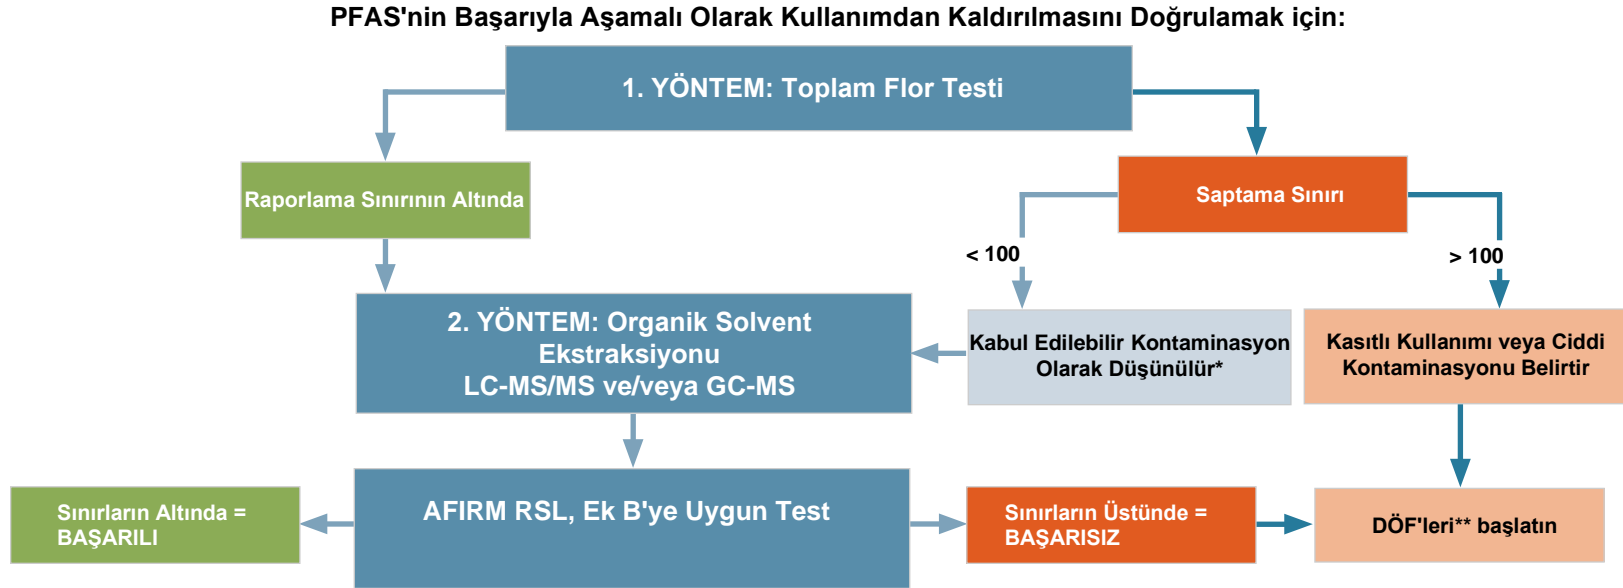 PFAS'nin Başarıyla Aşamalı Olarak Kullanımdan Kaldırılmasını Doğrulamak için:
1. YÖNTEM: Toplam Flor Testi
Raporlama Sınırının Altında
Saptama Sınırı
< 100
> 100
2. YÖNTEM: Organik Solvent
Ekstraksiyonu
LC-MS/MS ve/veya GC-MS
Kabul Edilebilir Kontaminasyon
Olarak Düşünülür*
Kasıtlı Kullanımı veya Ciddi
Kontaminasyonu Belirtir
Sınırların Altında =
BAŞARILI
AFIRM RSL, Ek B'ye Uygun Test
Sınırların Üstünde =
BAŞARISIZ
DÖF'leri** başlatın